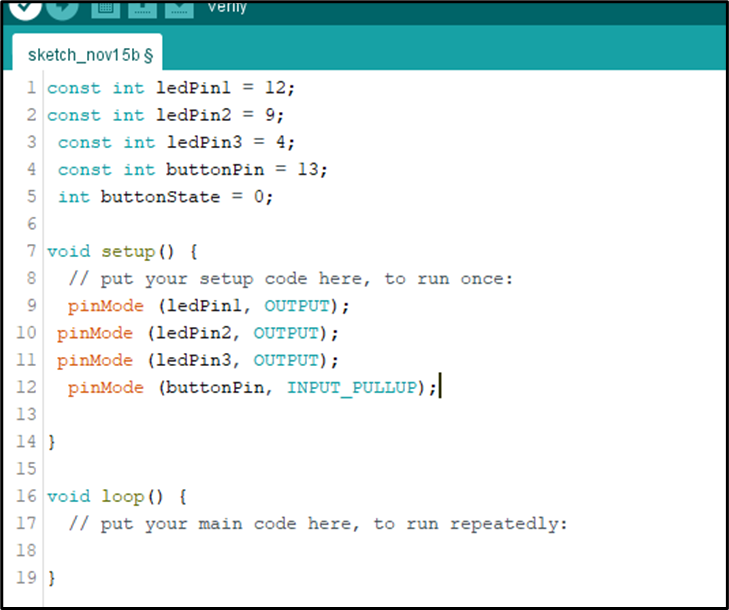 Verify
sketch_nov15b §
1 const int ledPin1 = 12;
2 const int ledPin2 = 9;
3 const int ledPin3 = 4;
4 const int buttonPin = 13;
5 int buttonState = 0;
6
7 void setup() {
8 // put your setup code here, to run once:
9 pinMode (ledPin1, OUTPUT);
10 pinMode (ledPin2, OUTPUT);
11 pinMode (ledPin3, OUTPUT);
12 pinMode (buttonPin, INPUT_PULLUP);
13
14 }
15
16 void loop() {
17 // put your main code here, to run repeatedly:
18
19 }